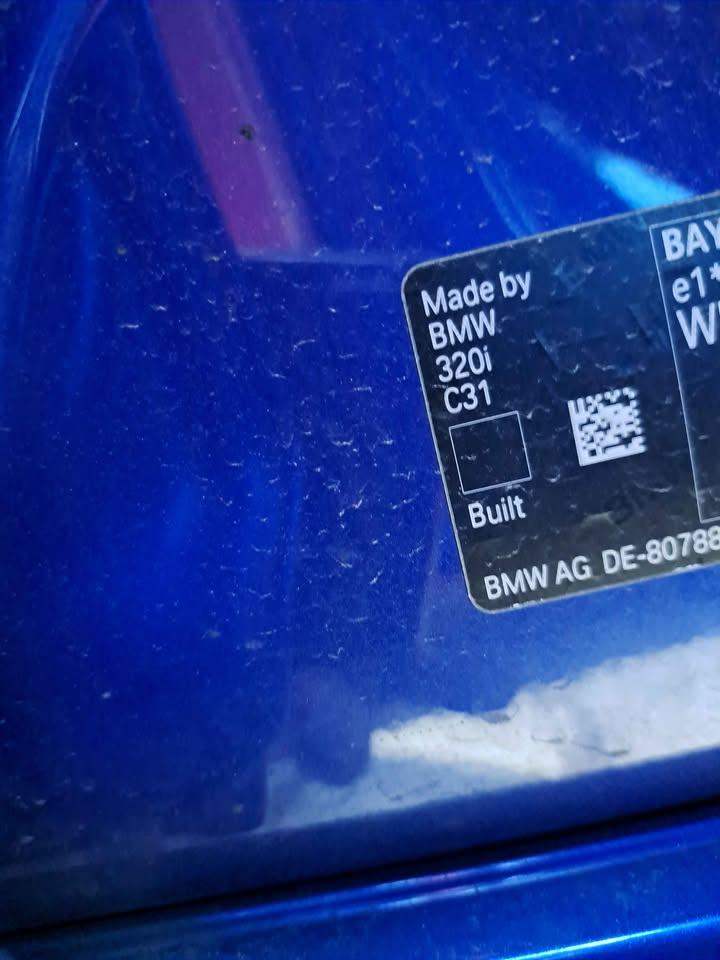 Made by
BMW
320i
C31
Built
BMW AG DE-80788
BAY
e1*